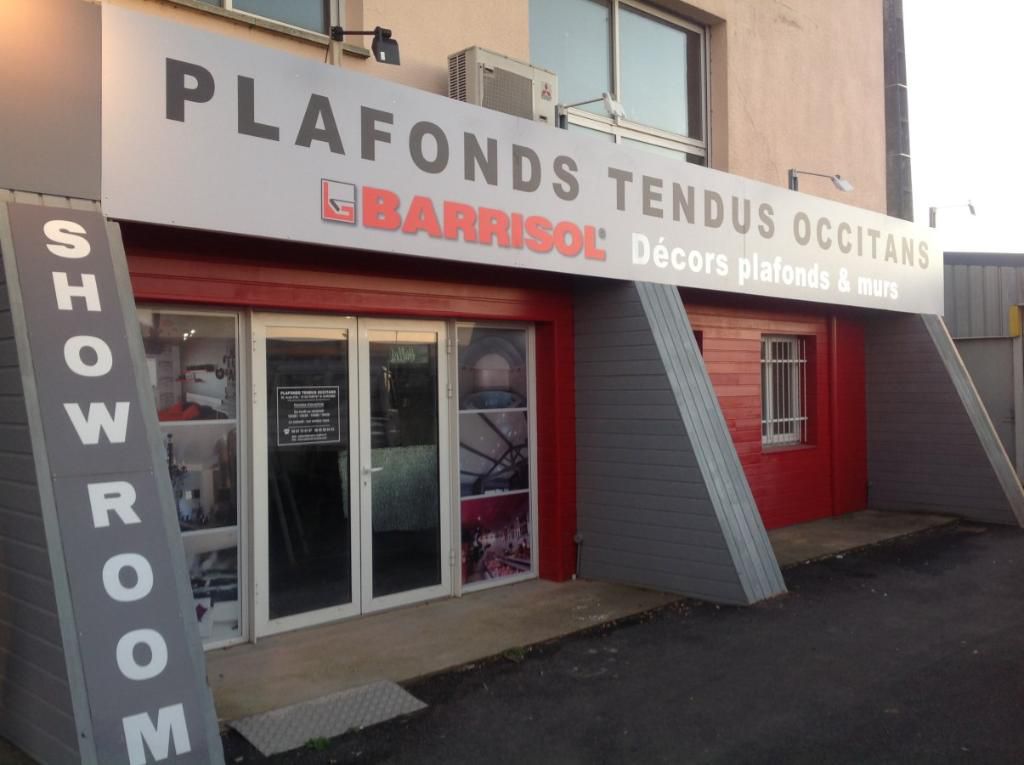 PLAFONDS TENDUS OCCITANS
BARRISOL®
Décors plafonds & murs
SHOWROOM
PLAFONDS TENDUS OCCITANS